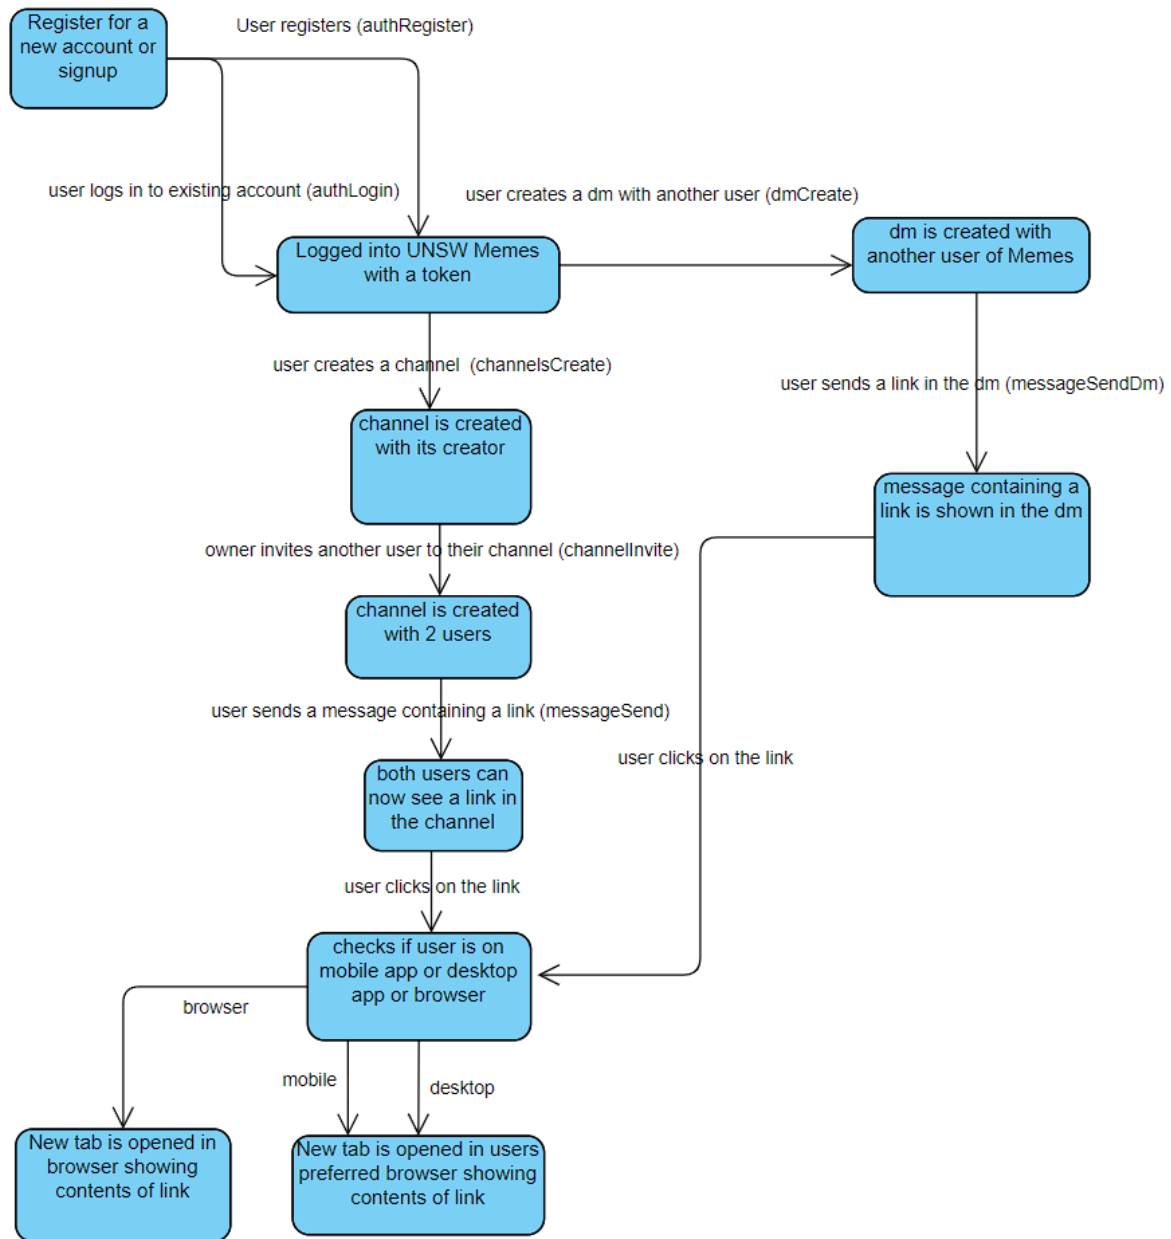 Register for a
new account or
signup
User registers (authRegister)
user logs in to existing account (authLogin)
user creates a dm with another user (dmCreate)
Logged into UNSW Memes
with a token
dm is created with
another user of Memes
user creates a channel (channelsCreate)
user sends a link in the dm (messageSendDm)
channel is created
with its creator
message containing a
link is shown in the dm
owner invites another user to their channel (channelInvite)
channel is created
with 2 users
user sends a message containing a link (messageSend)
user clicks on the link
both users can
now see a link in
the channel
user clicks on the link
checks if user is on
mobile app or desktop
app or browser
browser
mobile
desktop
New tab is opened in
browser showing
contents of link
New tab is opened in users
preferred browser showing
contents of link